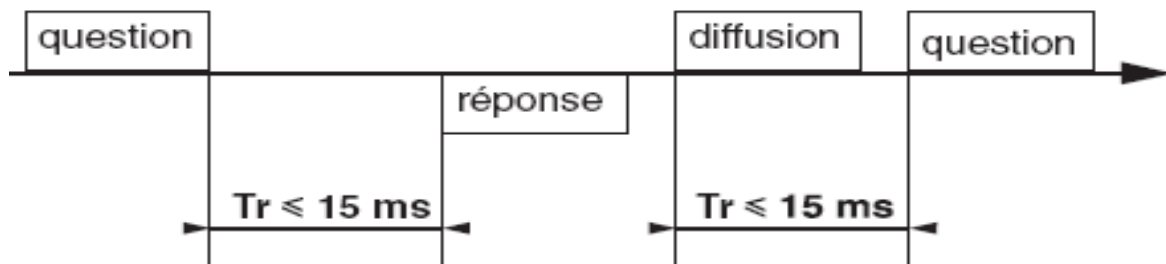 question
diffusion
question
réponse
Tr ⩽ 15 ms
Tr ⩽ 15 ms